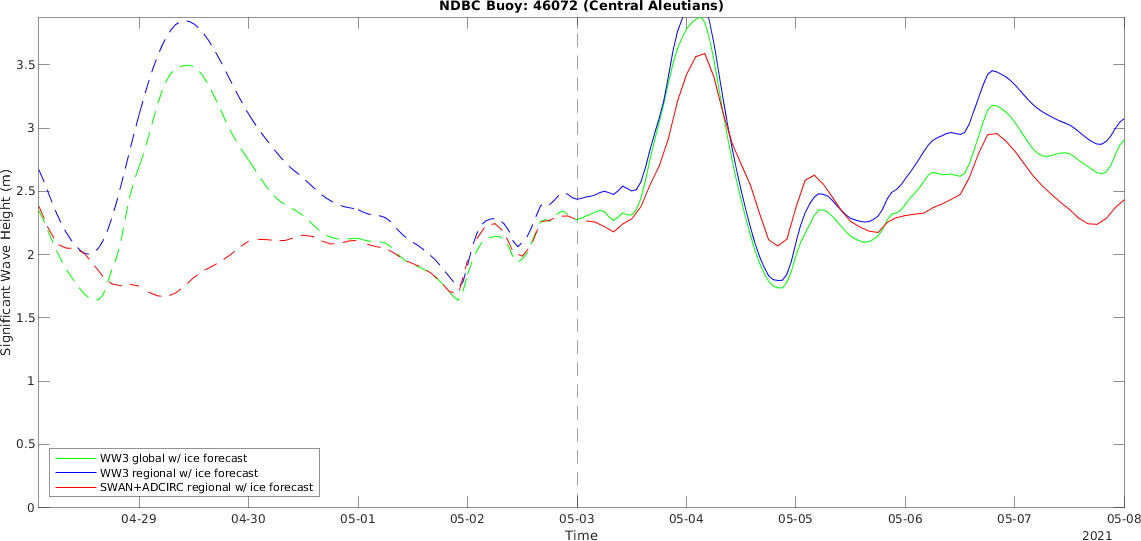 NDBC Buoy: 46072 (Central Aleutians)
3.5
3
2.5
2
1.5
1
0.5
0
Significant Wave Height (m)
WW3 global w/ ice forecast
WW3 regional w/ ice forecast
SWAN+ADCIRC regional w/ ice forecast
04-29 04-30 05-01 05-02 05-03 05-04 05-05 05-06 05-07 05-08
Time
2021